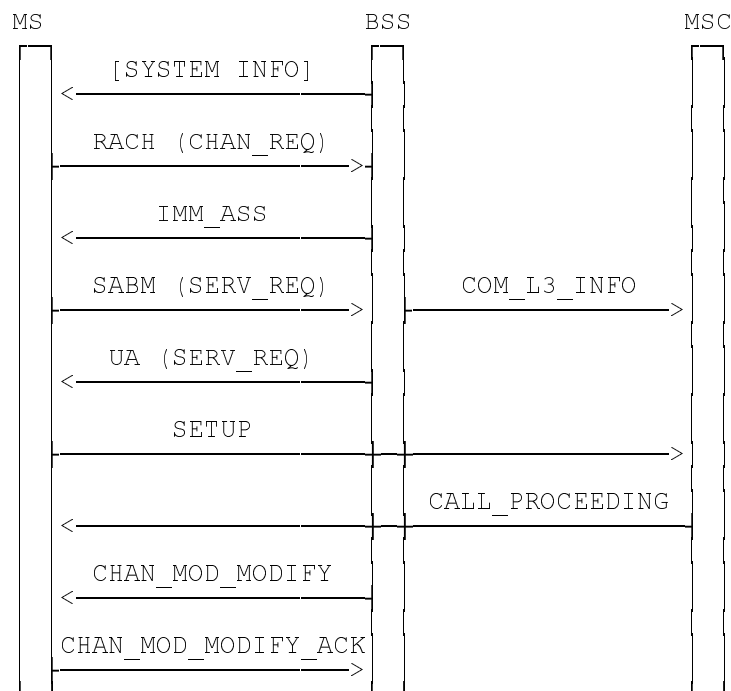 MS BSS MSC
[SYSTEM INFO]
RACH (CHAN_REQ)
IMM_ASS
SABM (SERV_REQ) COM_L3_INFO
UA (SERV_REQ)
SETUP
CALL_PROCEEDING
CHAN_MOD_MODIFY
CHAN_MOD_MODIFY_ACK